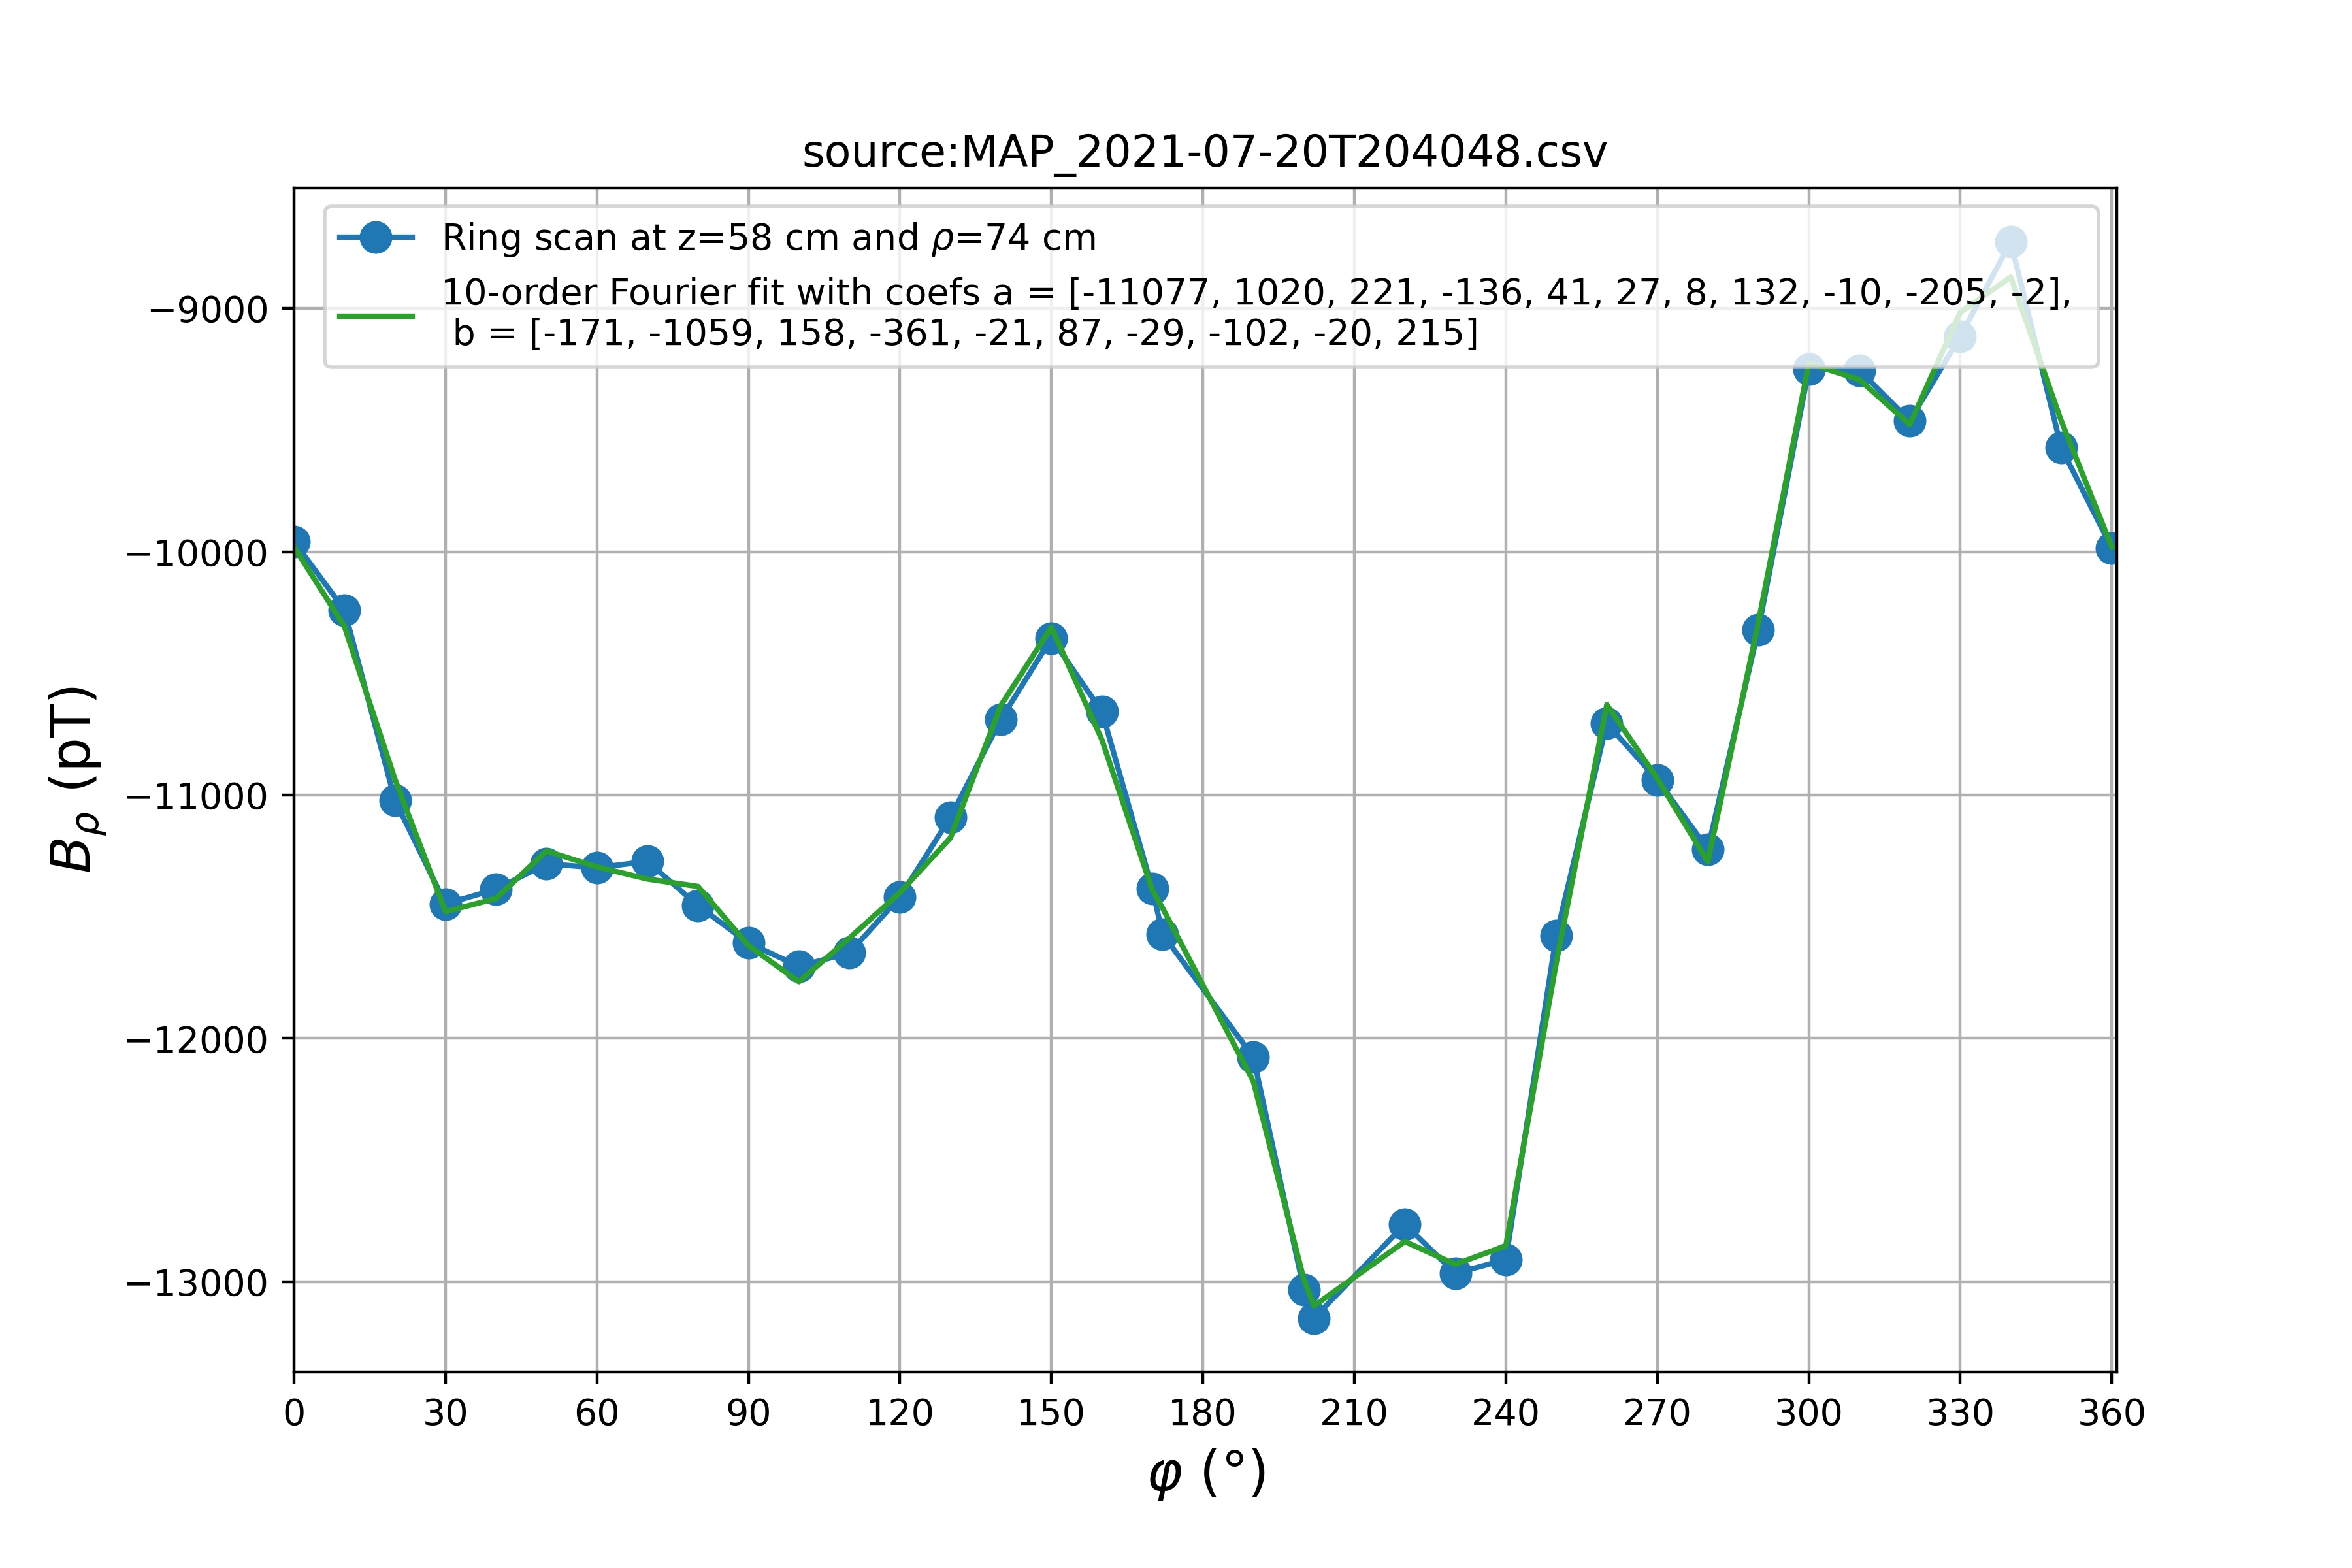 source:MAP_2021-07-20T204048.csv
Ring scan at z=58 cm and ρ=74 cm
10-order Fourier fit with coefs a = [-11077, 1020, 221, -136, 41, 27, 8, 132, -10, -205, -2],
b = [-171, -1059, 158, -361, -21, 87, -29, -102, -20, 215]
−9000
−10000
−11000
−12000
−13000
Bρ (pT)
0 30 60 90 120 150 180 210 240 270 300 330 360
φ (°)